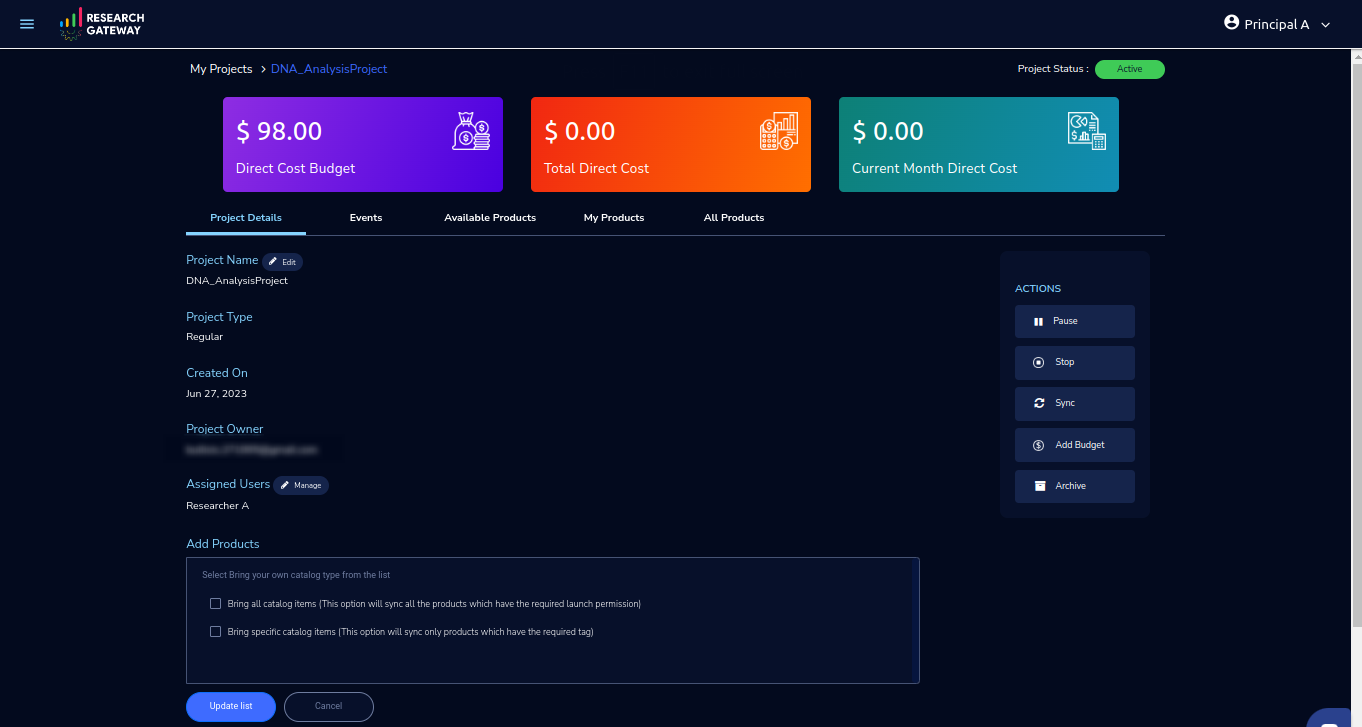 RESEARCH
GATEWAY
Principal A
My Projects > DNA_AnalysisProject
Project Status : Active
$ 98.00
Direct Cost Budget
$ 0.00
Total Direct Cost
$ 0.00
Current Month Direct Cost
Project Details Events Available Products My Products All Products
Project Name Edit
DNA_AnalysisProject
Project Type
Regular
Created On
Jun 27, 2023
Project Owner
Assigned Users Manage
Researcher A
Add Products
Select Bring your own catalog type from the list
Bring all catalog items (This option will sync all the products which have the required launch permission)
Bring specific catalog items (This option will sync only products which have the required tag)
Update list Cancel
ACTIONS
Pause
Stop
Sync
Add Budget
Archive